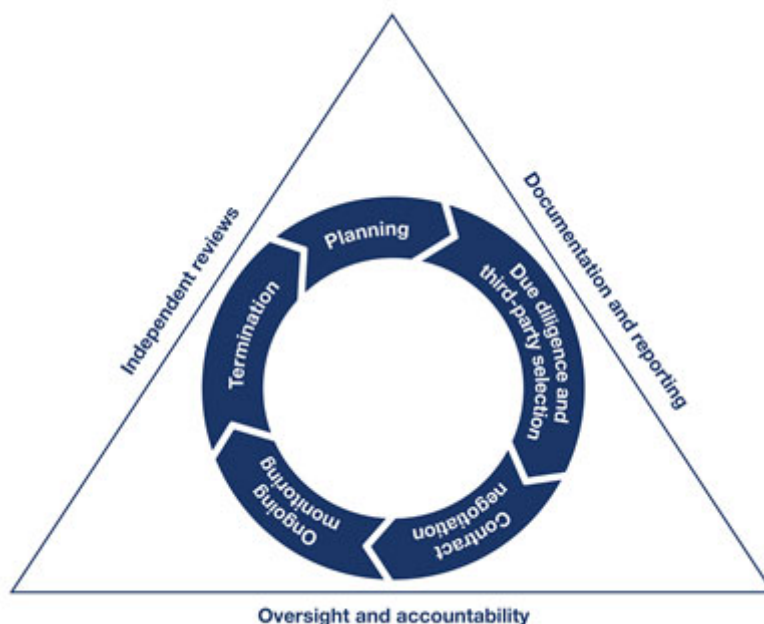 Planning
Due diligence and
third-party selection
Contract
negotiation
Ongoing
monitoring
Termination
Independent reviews
Documentation and reporting
Oversight and accountability